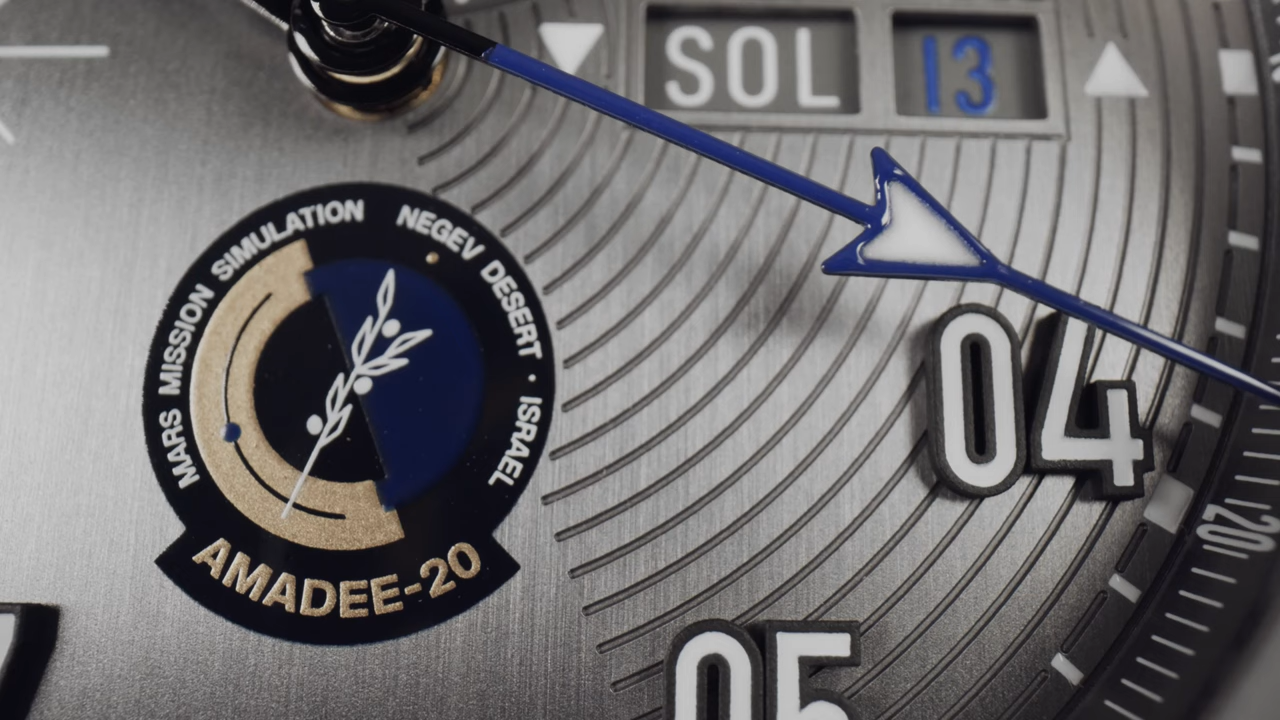 SOL 13
MARS MISSION SIMULATION
NEGEV DESERT · ISRAEL
AMADEE-20
04
20
05